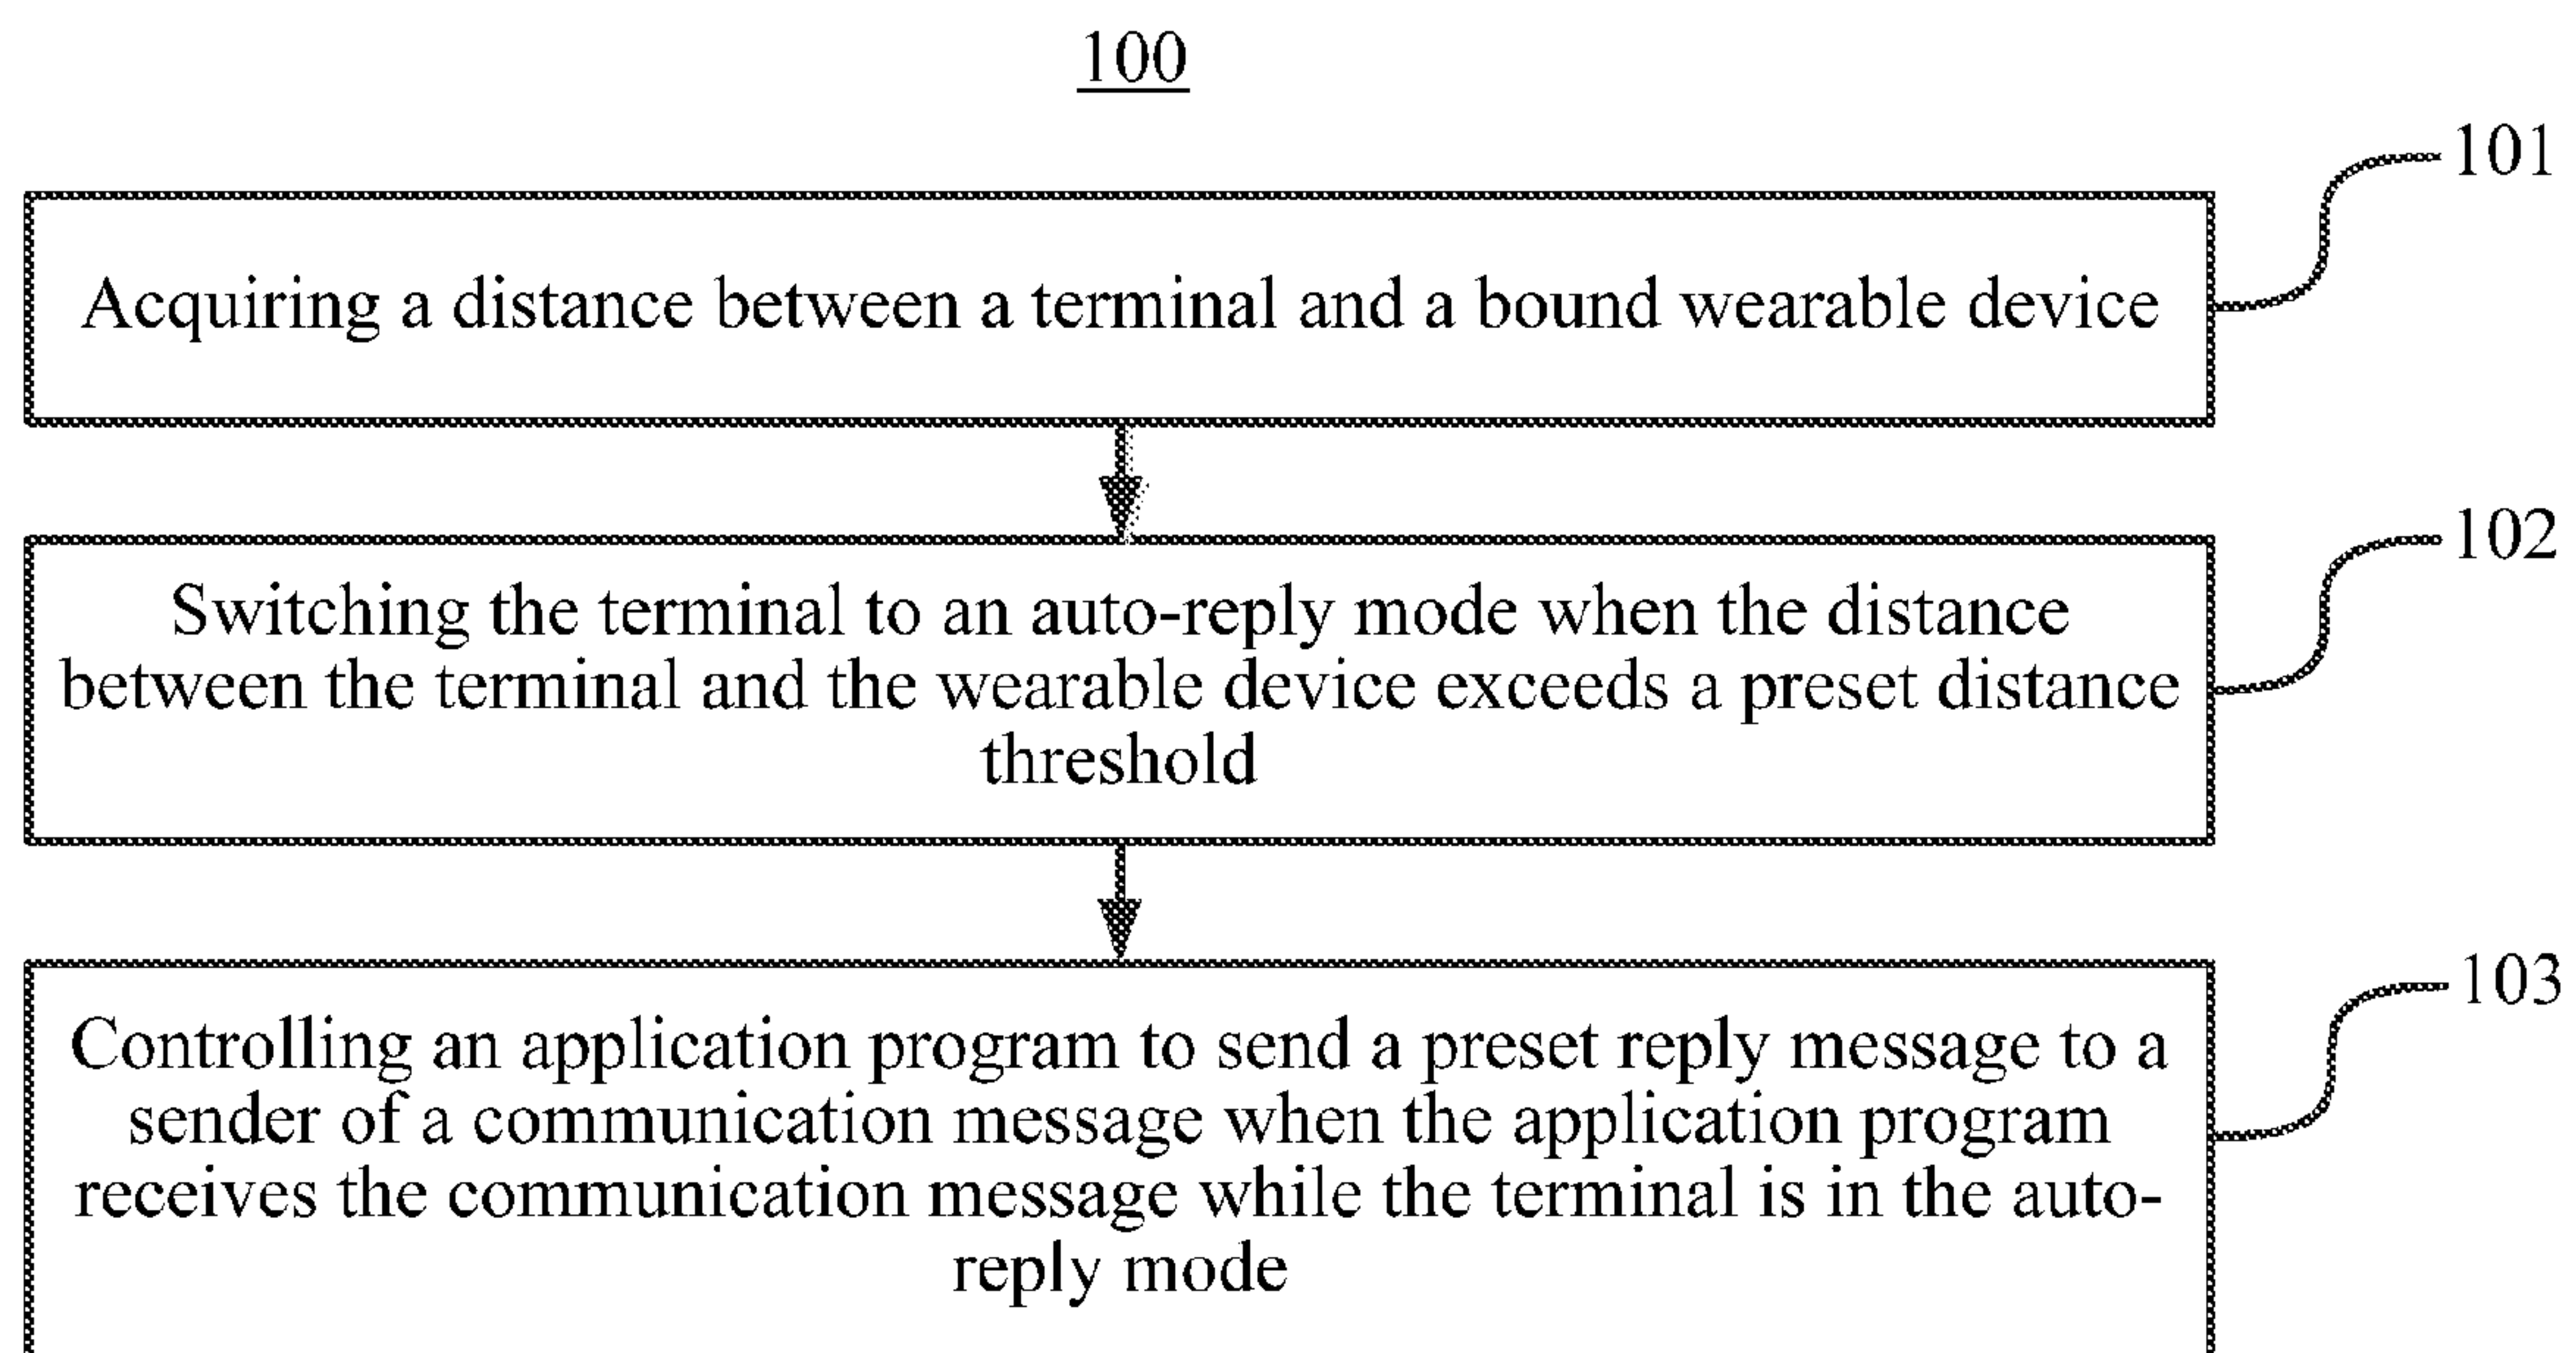 100
101
Acquiring a distance between a terminal and a bound wearable device
102
Switching the terminal to an auto-reply mode when the distance
between the terminal and the wearable device exceeds a preset distance
threshold
103
Controlling an application program to send a preset reply message to a
sender of a communication message when the application program
receives the communication message while the terminal is in the auto-
reply mode